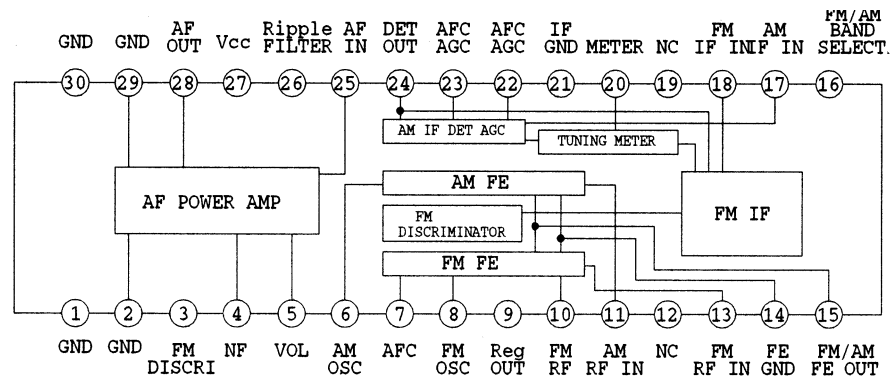 GND GND AF OUT Vcc Ripple FILTER AF IN DET OUT AFC AGC AFC AGC IF GND METER NC FM IF IN AM IF IN FM/AM BAND SELECT.
30 29 28 27 26 25 24 23 22 21 20 19 18 17 16
AM IF DET AGC
TUNING METER
AF POWER AMP
AM FE
FM IF
FM
DISCRIMINATOR
FM FE
1 2 3 4 5 6 7 8 9 10 11 12 13 14 15
GND GND FM DISCRI NF VOL AM OSC AFC FM OSC Reg OUT FM RF AM RF IN NC FM RF IN FE GND FM/AM FE OUT